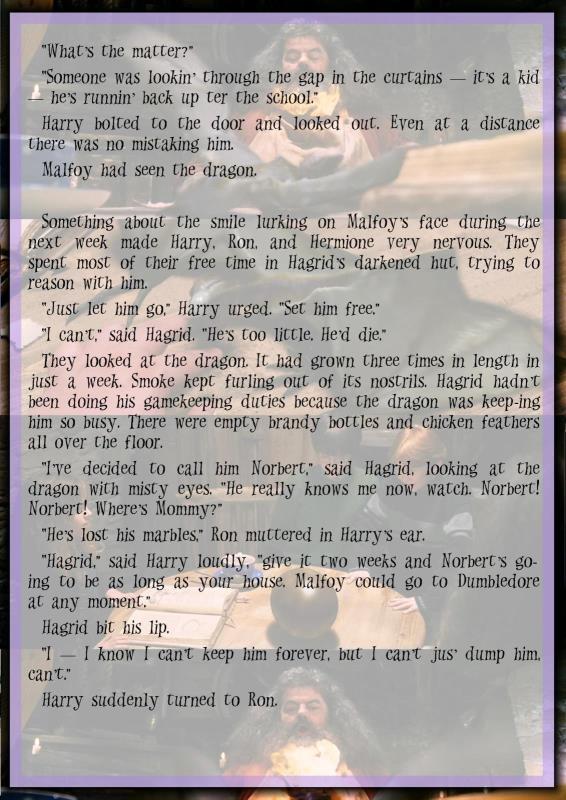 "What's the matter?"
"Someone was lookin' through the gap in the curtains — it's a kid
— he's runnin' back up ter the school."
Harry bolted to the door and looked out. Even at a distance
there was no mistaking him.
Malfoy had seen the dragon.
Something about the smile lurking on Malfoy's face during the
next week made Harry, Ron, and Hermione very nervous. They
spent most of their free time in Hagrid's darkened hut, trying to
reason with him.
"Just let him go," Harry urged. "Set him free."
"I can't," said Hagrid. "He's too little. He'd die."
They looked at the dragon. It had grown three times in length in
just a week. Smoke kept furling out of its nostrils. Hagrid hadn't
been doing his gamekeeping duties because the dragon was keep-ing
him so busy. There were empty brandy bottles and chicken feathers
all over the floor.
"I've decided to call him Norbert," said Hagrid, looking at the
dragon with misty eyes. "He really knows me now, watch. Norbert!
Norbert! Where's Mommy?"
"He's lost his marbles," Ron muttered in Harry's ear.
"Hagrid," said Harry loudly, "give it two weeks and Norbert's go-
ing to be as long as your house. Malfoy could go to Dumbledore
at any moment."
Hagrid bit his lip.
"I — I know I can't keep him forever, but I can't jus' dump him,
can't."
Harry suddenly turned to Ron.